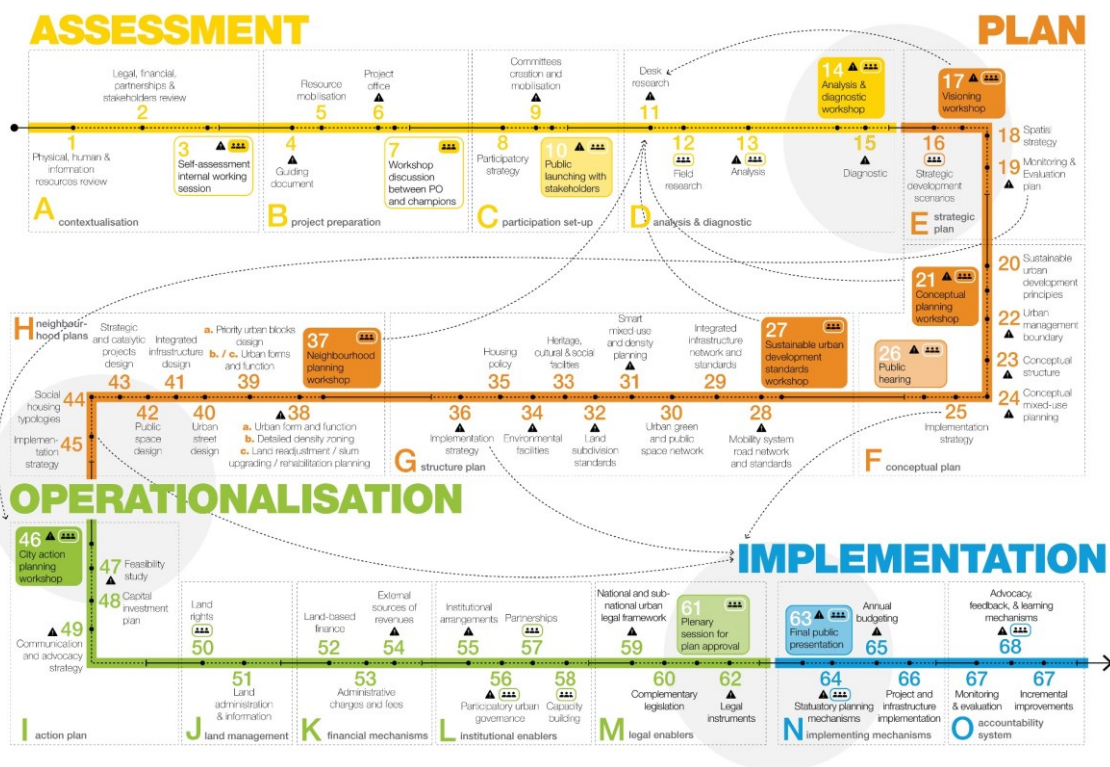 ASSESSMENT
PLAN
Legal, financial,
partnerships &
stakeholders review
2
1
Physical, human &
information
resources review
3
Self-assessment
internal working
session
A contextualisation
Resource
mobilisation
5
Project
office
6
4
Guiding
document
7
Workshop
discussion
between PO
and champions
B project preparation
Committees
creation and
mobilisation
9
8
Participatory
strategy
10
Public
launching with
stakeholders
C participation set-up
Desk
research
11
12
Field
research
13
Analysis
14
Analysis &
diagnostic
workshop
15
Diagnostic
D analysis & diagnostic
17
Visioning
workshop
16
Strategic
development
scenarios
18 Spatial
strategy
19 Monitoring &
Evaluation
plan
E strategic
plan
20 Sustainable
urban
development
principles
21
Conceptual
planning
workshop
22 Urban
management
boundary
23 Conceptual
structure
24 Conceptual
mixed-use
planning
26
Public
hearing
25
Implementation
strategy
F conceptual plan
27
Sustainable urban
development
standards
workshop
Integrated
infrastructure
network and
standards
29
Smart
mixed-use
and density
planning
31
Heritage,
cultural & social
facilities
33
Housing
policy
35
36
Implementation
strategy
34
Environmental
facilities
32
Land
subdivision
standards
30
Urban green
and public
space network
28
Mobility system
road network
and standards
G structure plan
H neighbour-
hood plans
Strategic
and catalytic
projects
design
43
Integrated
infrastructure
design
41
a. Priority urban blocks
design
b. / c. Urban forms
and function
39
37
Neighbourhood
planning
workshop
Social
housing
typologies
44
Implemen-
tation
strategy
45
42
Public
space
design
40
Urban
street
design
38
a. Urban form and function
b. Detailed density zoning
c. Land readjustment / slum
upgrading / rehabilitation planning
OPERATIONALISATION
IMPLEMENTATION
46
City action
planning
workshop
47 Feasibility
study
48 Capital
investment
plan
49
Communication
and advocacy
strategy
I action plan
Land
rights
50
51
Land
administration
& information
J land management
Land-based
finance
52
External
sources of
revenues
54
53
Administrative
charges and fees
K financial mechanisms
Institutional
arrangements
55
Partnerships
57
56
Participatory urban
governance
58
Capacity
building
L institutional enablers
National and sub-
national urban
legal framework
59
61
Plenary
session for
plan approval
60
Complementary
legislation
62
Legal
instruments
M legal enablers
63
Final public
presentation
Annual
budgeting
65
64
Statuatory planning
mechanisms
66
Project and
infrastructure
implementation
N implementing mechanisms
Advocacy,
feedback, & learning
mechanisms
68
67
Monitoring
& evaluation
67
Incremental
improvements
O accountability
system